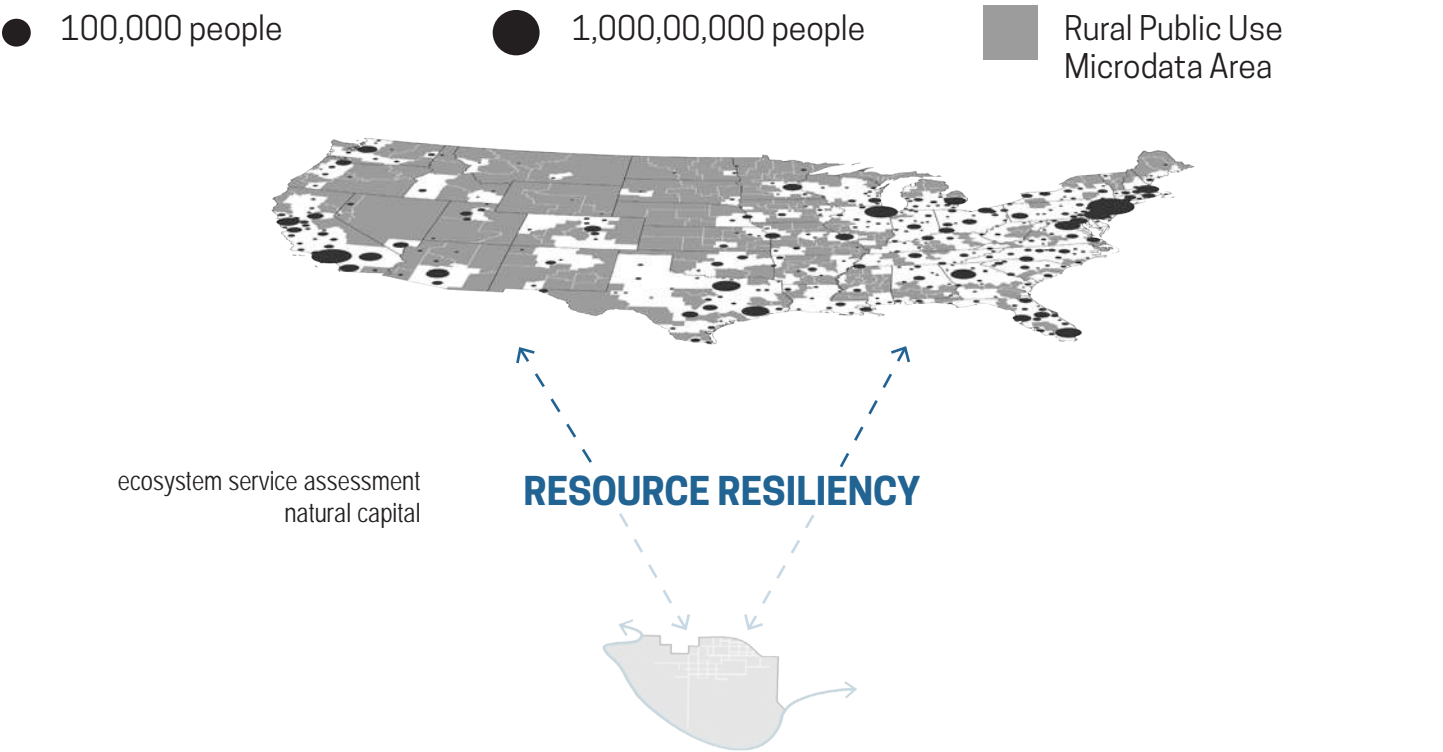 100,000 people
1,000,00,000 people
Rural Public Use
Microdata Area
ecosystem service assessment
natural capital
RESOURCE RESILIENCY